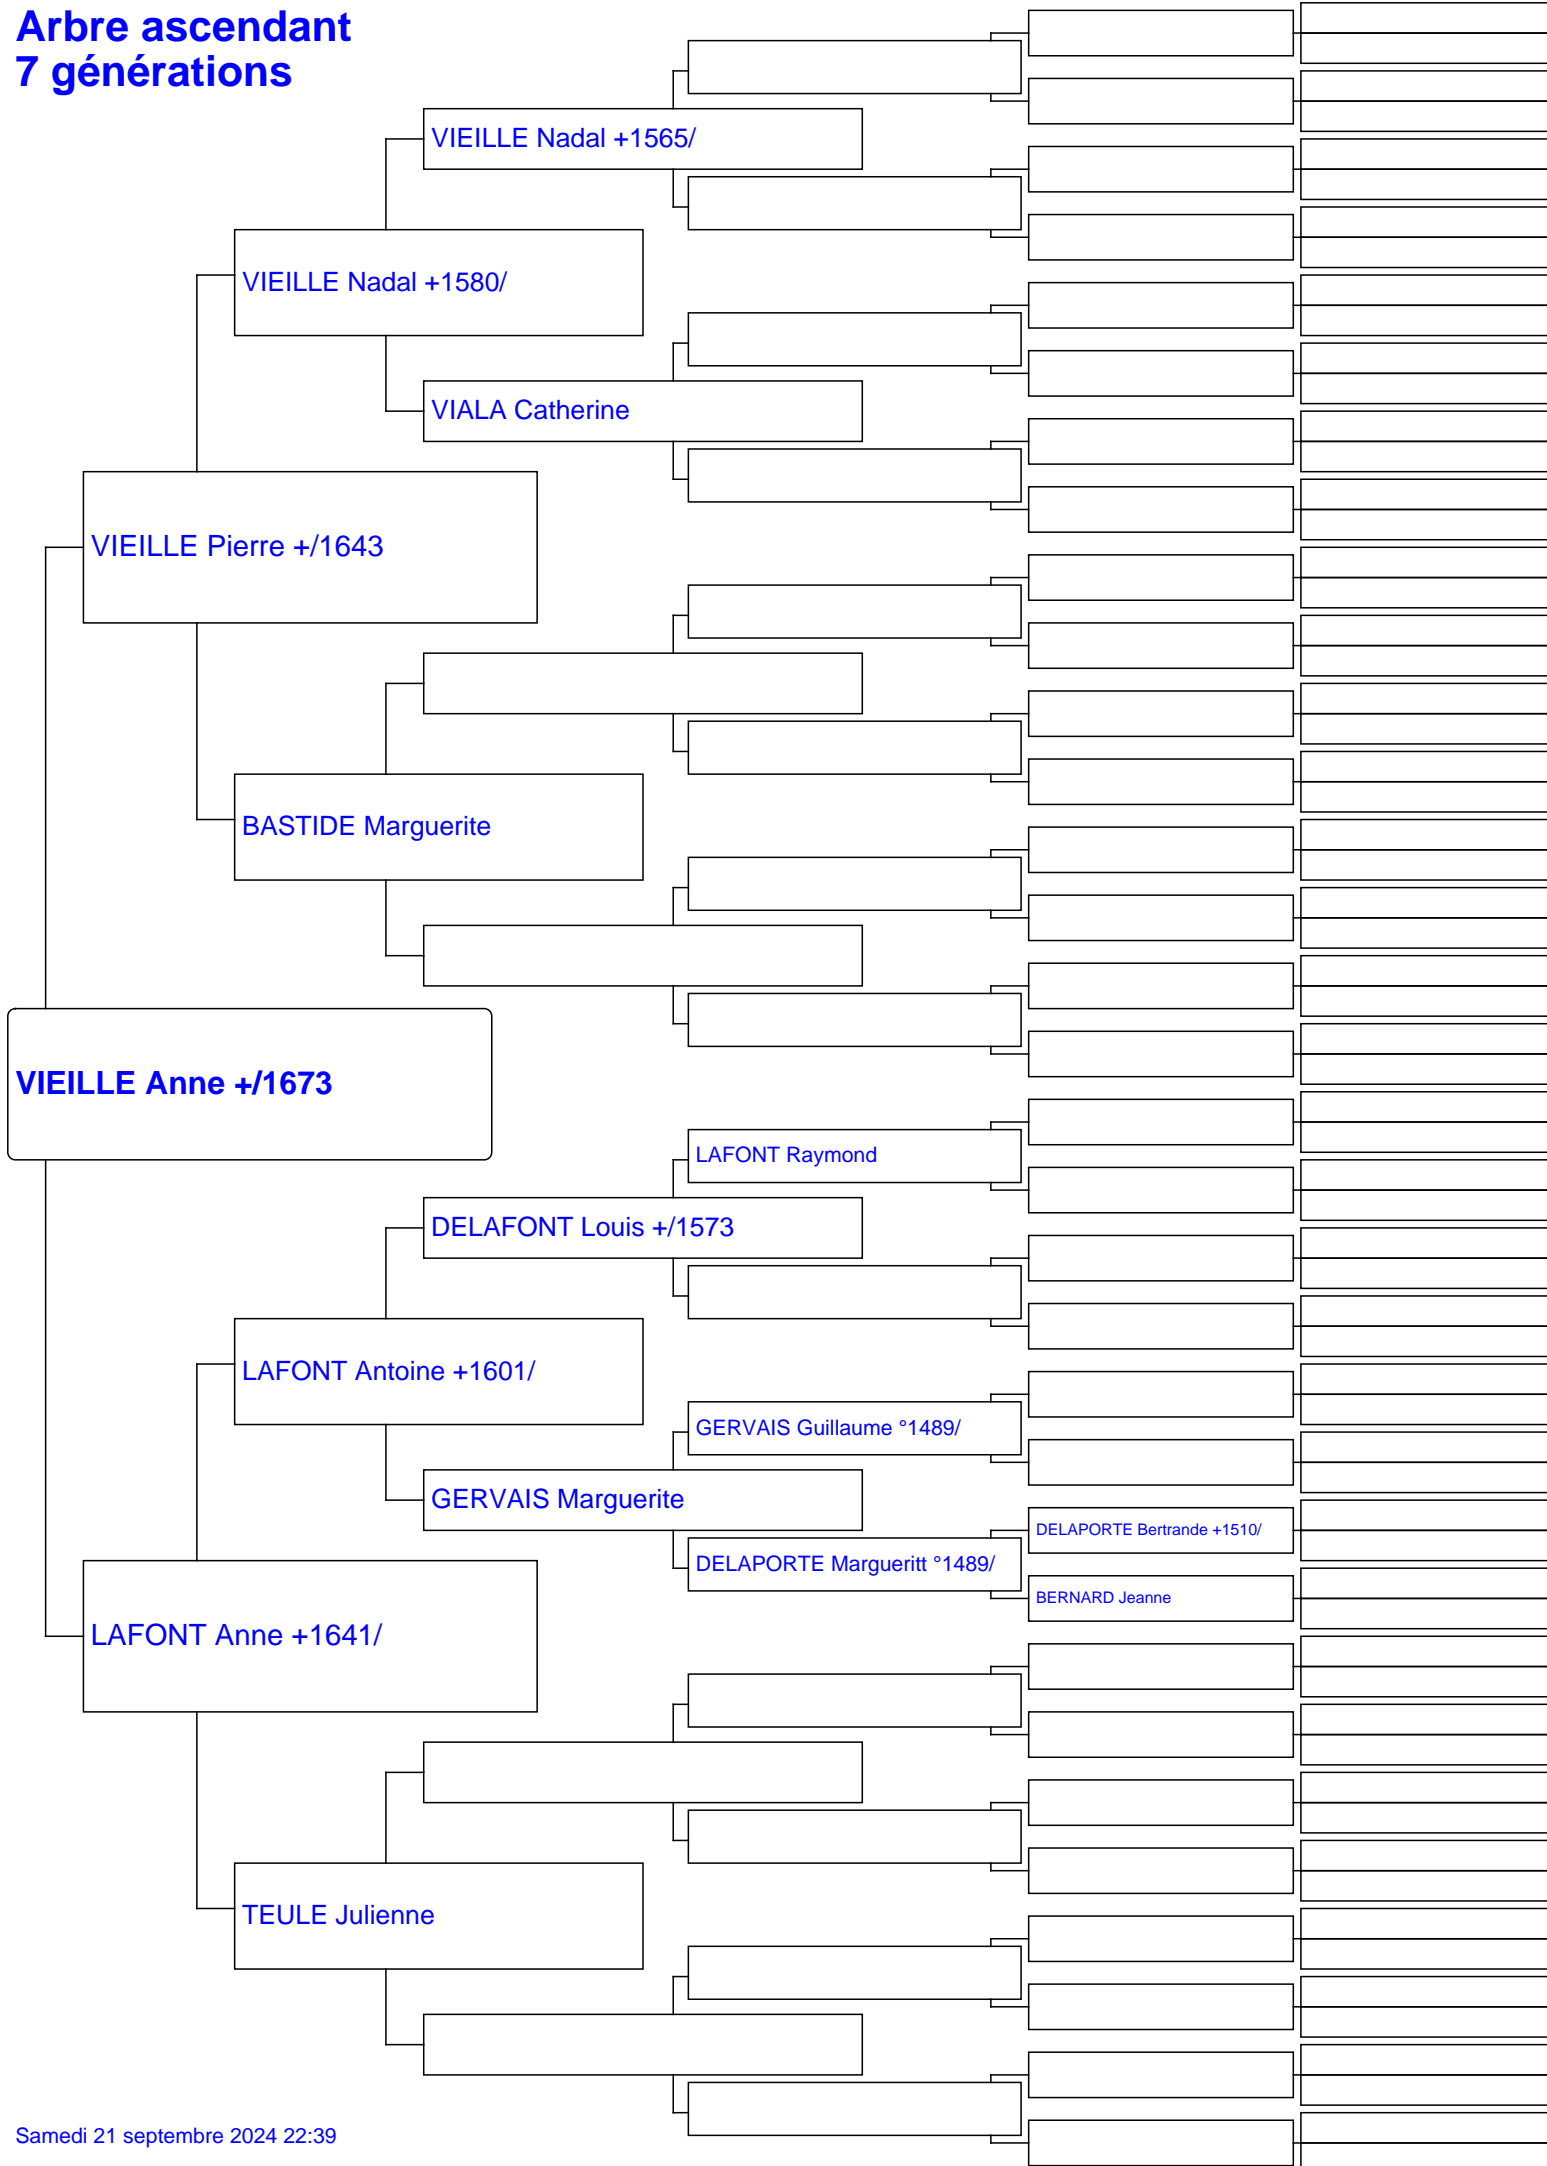 Arbre ascendant
7 générations
VIEILLE Nadal +1565/
VIEILLE Nadal +1580/
VIALA Catherine
VIEILLE Pierre +/1643
BASTIDE Marguerite
VIEILLE Anne +/1673
LAFONT Raymond
DELAFONT Louis +/1573
LAFONT Antoine +1601/
GERVAIS Guillaume °1489/
GERVAIS Marguerite
DELAPORTE Bertrande +1510/
DELAPORTE Margueritt °1489/
BERNARD Jeanne
LAFONT Anne +1641/
TEULE Julienne
Samedi 21 septembre 2024 22:39